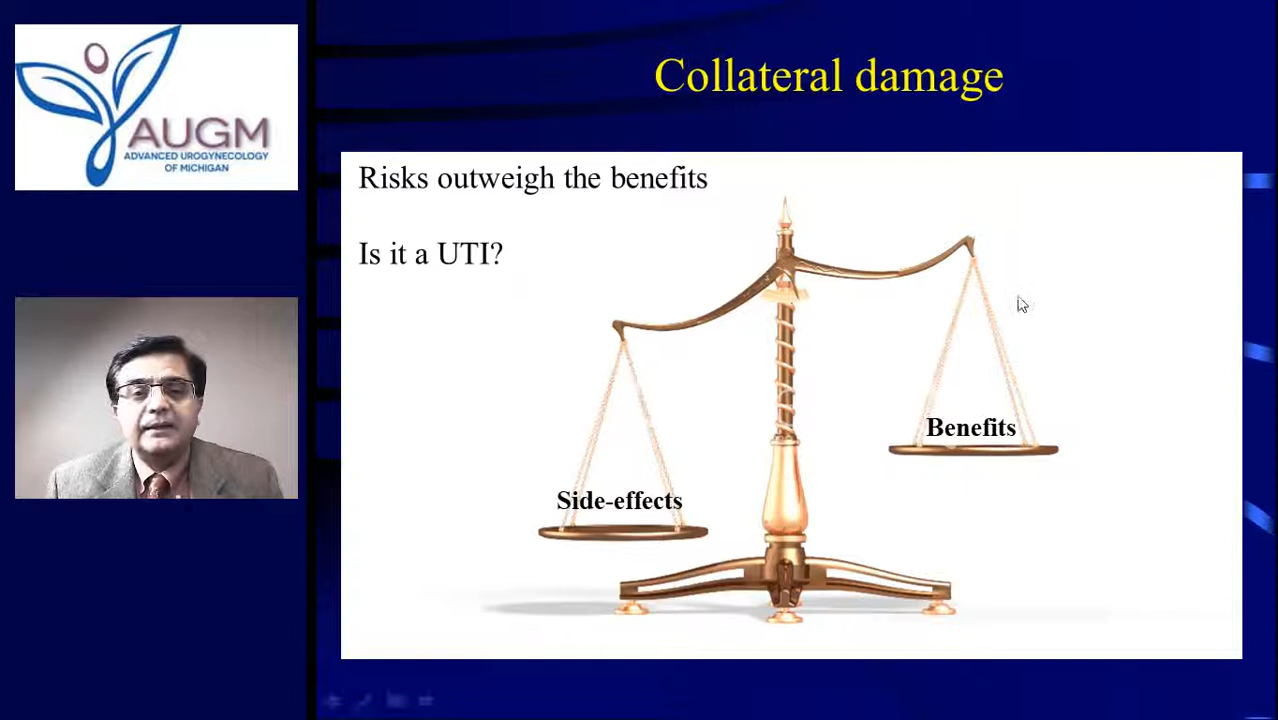 AUGM
ADVANCED UROGYNECOLOGY
OF MICHIGAN
Collateral damage
Risks outweigh the benefits
Is it a UTI?
Benefits
Side-effects